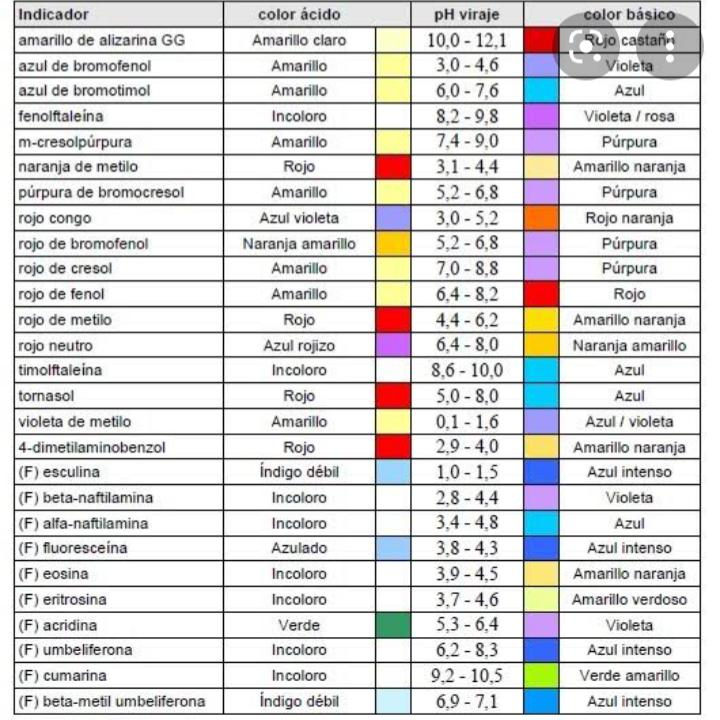 Indicador color ácido pH viraje color básico
amarillo de alizarina GG Amarillo claro 10,0 - 12,1 Rojo castaño
azul de bromofenol Amarillo 3,0 - 4,6 Violeta
azul de bromotimol Amarillo 6,0 - 7,6 Azul
fenolftaleína Incoloro 8,2 - 9,8 Violeta / rosa
m-cresolpúrpura Amarillo 7,4 - 9,0 Púrpura
naranja de metilo Rojo 3,1 - 4,4 Amarillo naranja
púrpura de bromocresol Amarillo 5,2 - 6,8 Púrpura
rojo congo Azul violeta 3,0 - 5,2 Rojo naranja
rojo de bromofenol Naranja amarillo 5,2 - 6,8 Púrpura
rojo de cresol Amarillo 7,0 - 8,8 Púrpura
rojo de fenol Amarillo 6,4 - 8,2 Rojo
rojo de metilo Rojo 4,4 - 6,2 Amarillo naranja
rojo neutro Azul rojizo 6,4 - 8,0 Naranja amarillo
timolftaleína Incoloro 8,6 - 10,0 Azul
tornasol Rojo 5,0 - 8,0 Azul
violeta de metilo Amarillo 0,1 - 1,6 Azul / violeta
4-dimetilaminobenzol Rojo 2,9 - 4,0 Amarillo naranja
(F) esculina Índigo débil 1,0 - 1,5 Azul intenso
(F) beta-naftilamina Incoloro 2,8 - 4,4 Violeta
(F) alfa-naftilamina Incoloro 3,4 - 4,8 Azul
(F) fluoresceína Azulado 3,8 - 4,3 Azul intenso
(F) eosina Incoloro 3,9 - 4,5 Amarillo naranja
(F) eritrosina Incoloro 3,7 - 4,6 Amarillo verdoso
(F) acridina Verde 5,3 - 6,4 Violeta
(F) umbeliferona Incoloro 6,2 - 8,3 Azul intenso
(F) cumarina Incoloro 9,2 - 10,5 Verde amarillo
(F) beta-metil umbeliferona Índigo débil 6,9 - 7,1 Azul intenso